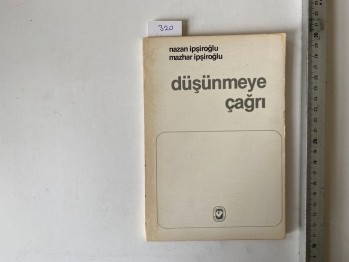 320
nazan ipşiroğlu
mazhar ipşiroğlu
düşünmeye
çağrı